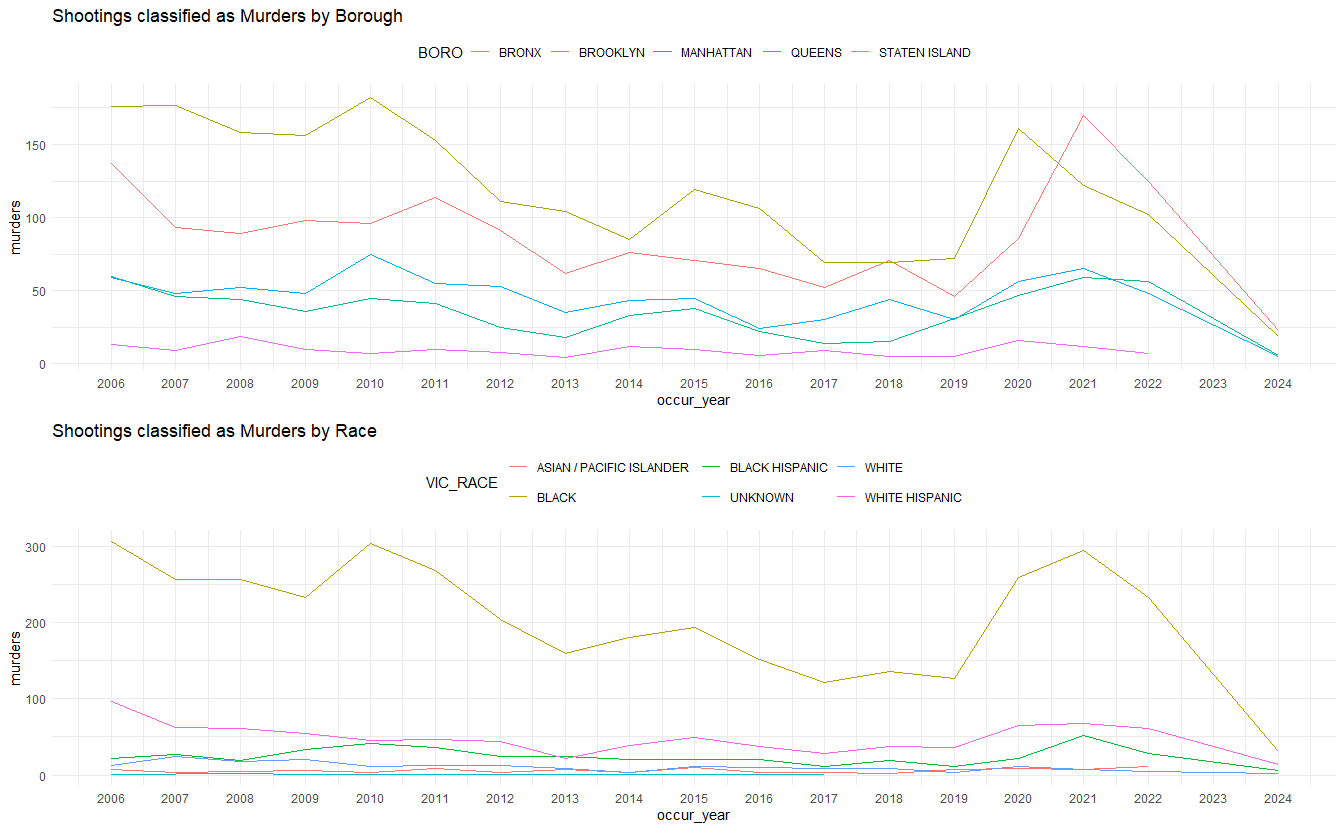 Shootings classified as Murders by Borough
BORO BRONX BROOKLYN MANHATTAN QUEENS STATEN ISLAND
150
100
50
0
murders
2006 2007 2008 2009 2010 2011 2012 2013 2014 2015 2016 2017 2018 2019 2020 2021 2022 2023 2024
occur_year
Shootings classified as Murders by Race
VIC_RACE
ASIAN / PACIFIC ISLANDER BLACK HISPANIC WHITE
BLACK UNKNOWN WHITE HISPANIC
300
200
100
0
murders
2006 2007 2008 2009 2010 2011 2012 2013 2014 2015 2016 2017 2018 2019 2020 2021 2022 2023 2024
occur_year